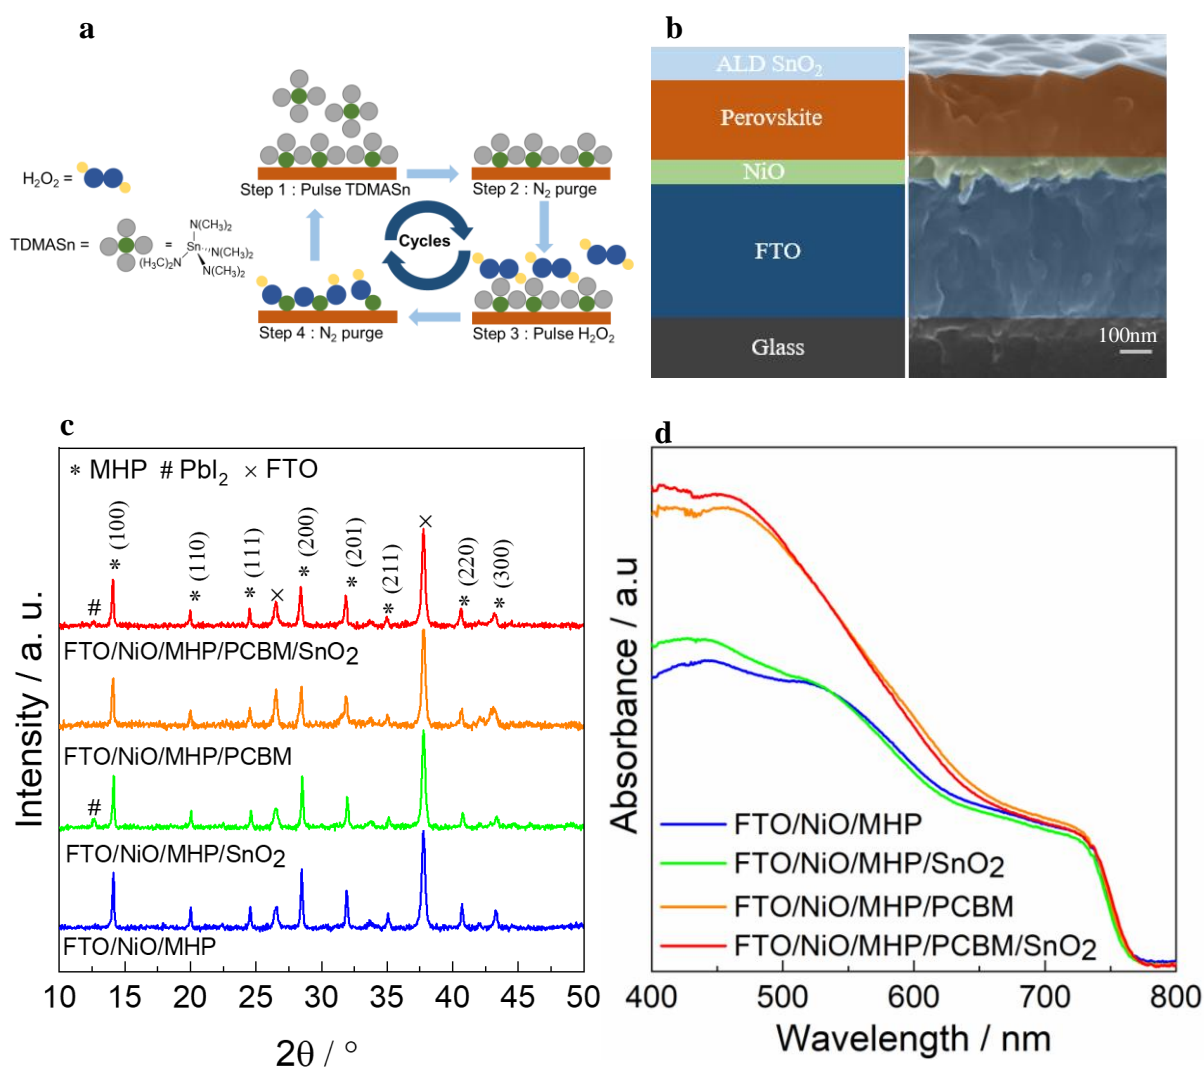 a
H₂O₂ =
TDMASn =
=
N(CH₃)₂
Sn
(H₃C)₂N
N(CH₃)₂
N(CH₃)₂
Step 1 : Pulse TDMASn
Step 2 : N₂ purge
Cycles
Step 4 : N₂ purge
Step 3 : Pulse H₂O₂
b
ALD SnO₂
Perovskite
NiO
FTO
Glass
100nm
c
* MHP # PbI₂ × FTO
* (100)
* (110)
* (111)
×
* (200)
* (201)
* (211)
×
* (220)
* (300)
#
FTO/NiO/MHP/PCBM/SnO₂
FTO/NiO/MHP/PCBM
#
FTO/NiO/MHP/SnO₂
FTO/NiO/MHP
Intensity / a. u.
10 15 20 25 30 35 40 45 50
2θ / °
d
Absorbance / a.u
FTO/NiO/MHP
FTO/NiO/MHP/SnO₂
FTO/NiO/MHP/PCBM
FTO/NiO/MHP/PCBM/SnO₂
400 500 600 700 800
Wavelength / nm